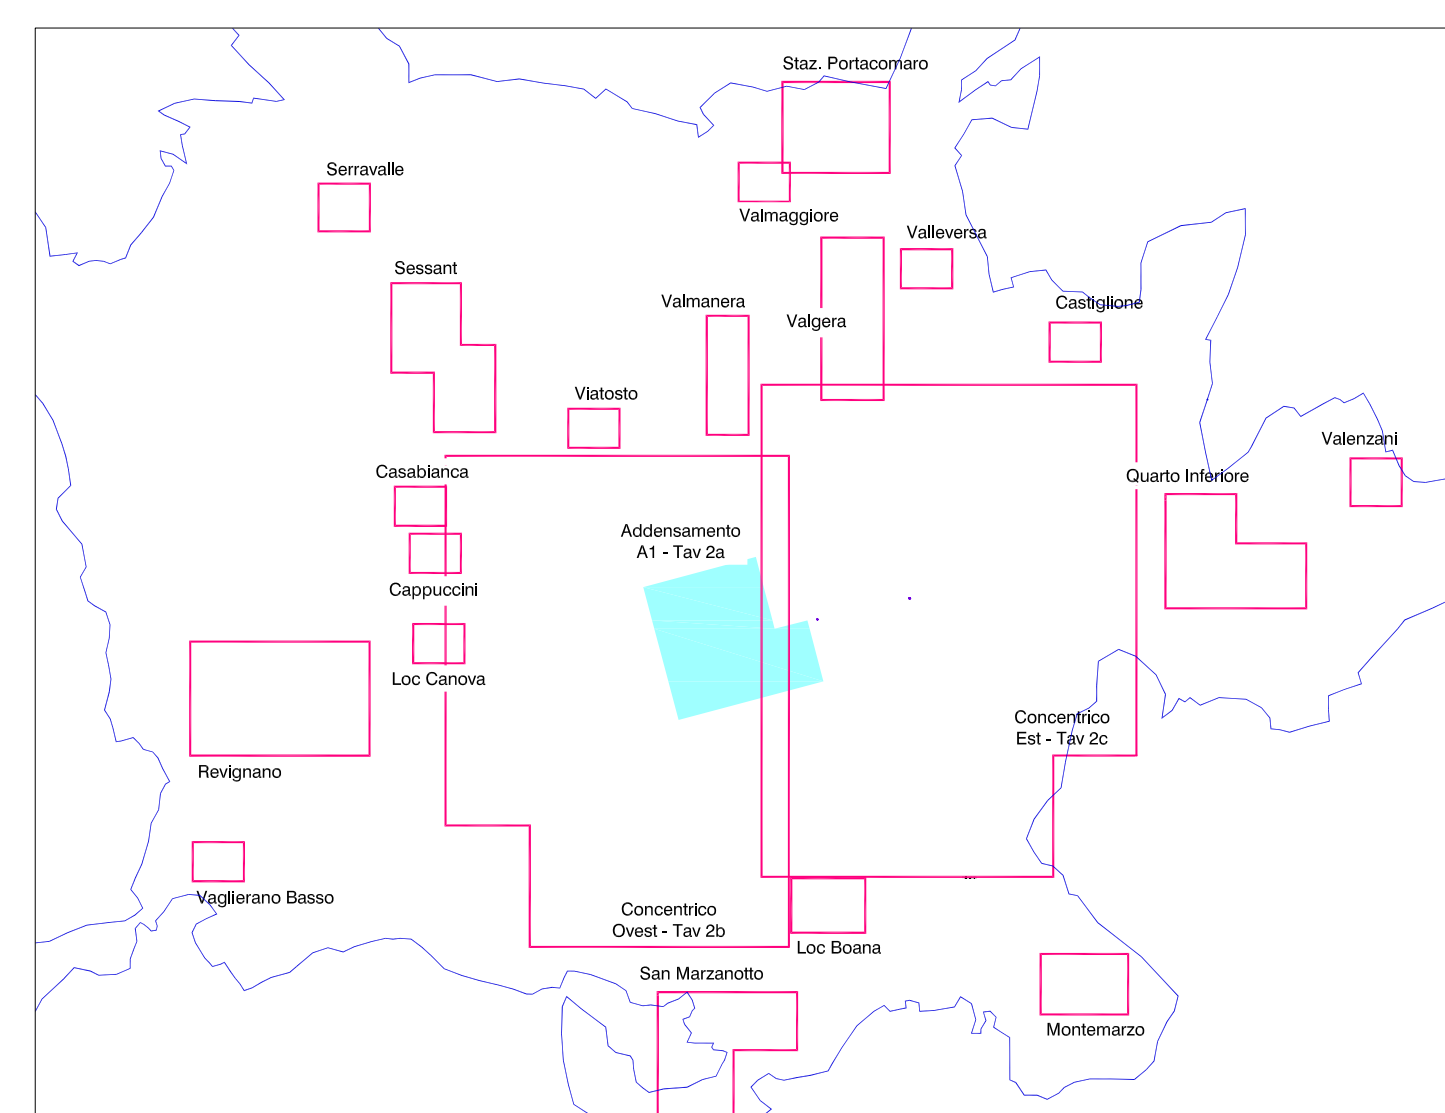 Staz. Portacomaro
Serravalle
Valmaggiore
Valleversa
Sessant
Valmanera
Castiglione
Valgera
Viatosto
Valenzani
Casabianca
Quarto Inferiore
Addensamento
A1 - Tav 2a
Cappuccini
Loc Canova
Concentrico
Est - Tav 2c
Revignano
Vaglierano Basso
Concentrico
Ovest - Tav 2b
Loc Boana
San Marzanotto
Montemarzo